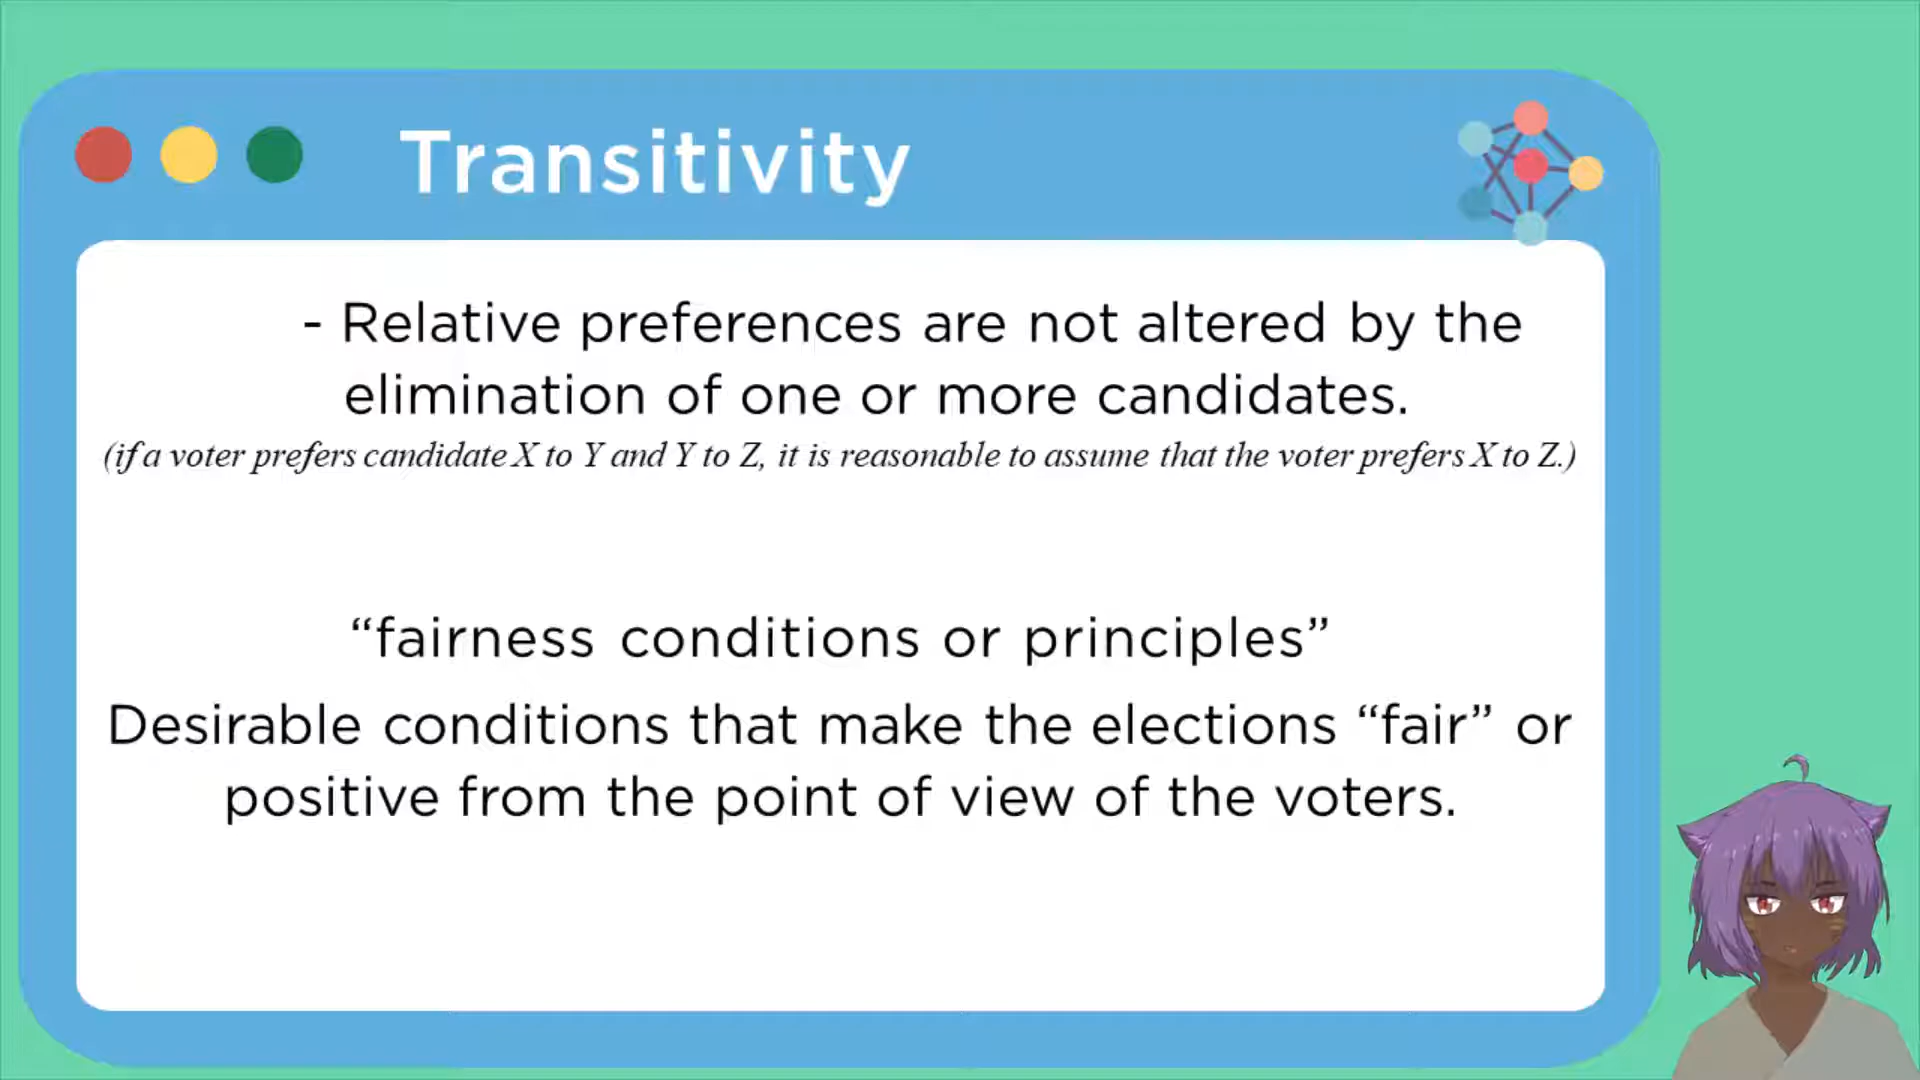 Transitivity
- Relative preferences are not altered by the
elimination of one or more candidates.
(if a voter prefers candidate X to Y and Y to Z, it is reasonable to assume that the voter prefers X to Z.)
“fairness conditions or principles”
Desirable conditions that make the elections “fair” or
positive from the point of view of the voters.